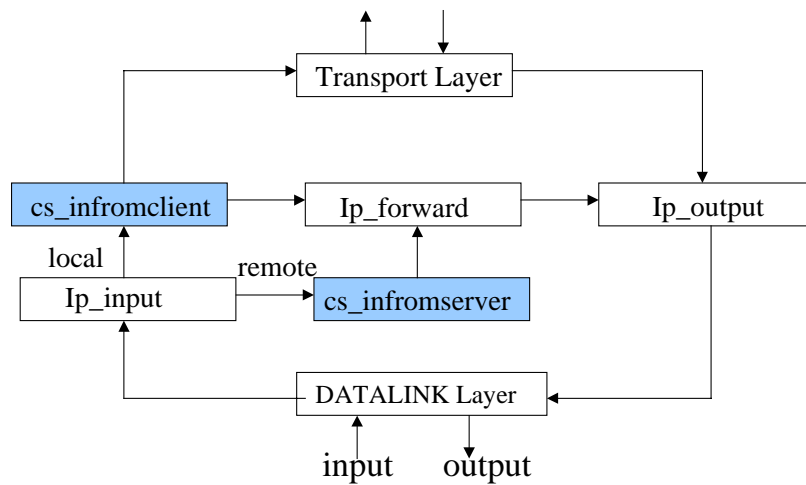 Transport Layer
cs_infromclient
Ip_forward
Ip_output
local
remote
Ip_input
cs_infromserver
DATALINK Layer
input
output